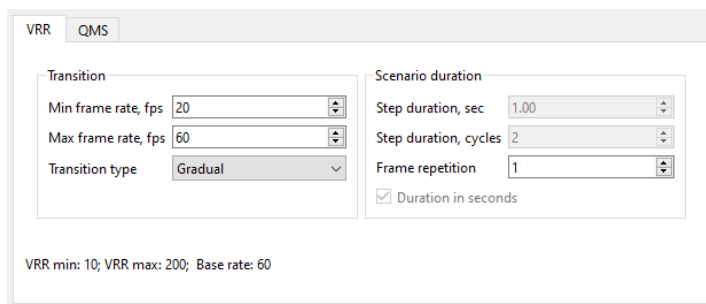 VRR QMS
Transition
Min frame rate, fps 20
Max frame rate, fps 60
Transition type Gradual
Scenario duration
Step duration, sec 1.00
Step duration, cycles 2
Frame repetition 1
Duration in seconds
VRR min: 10; VRR max: 200; Base rate: 60